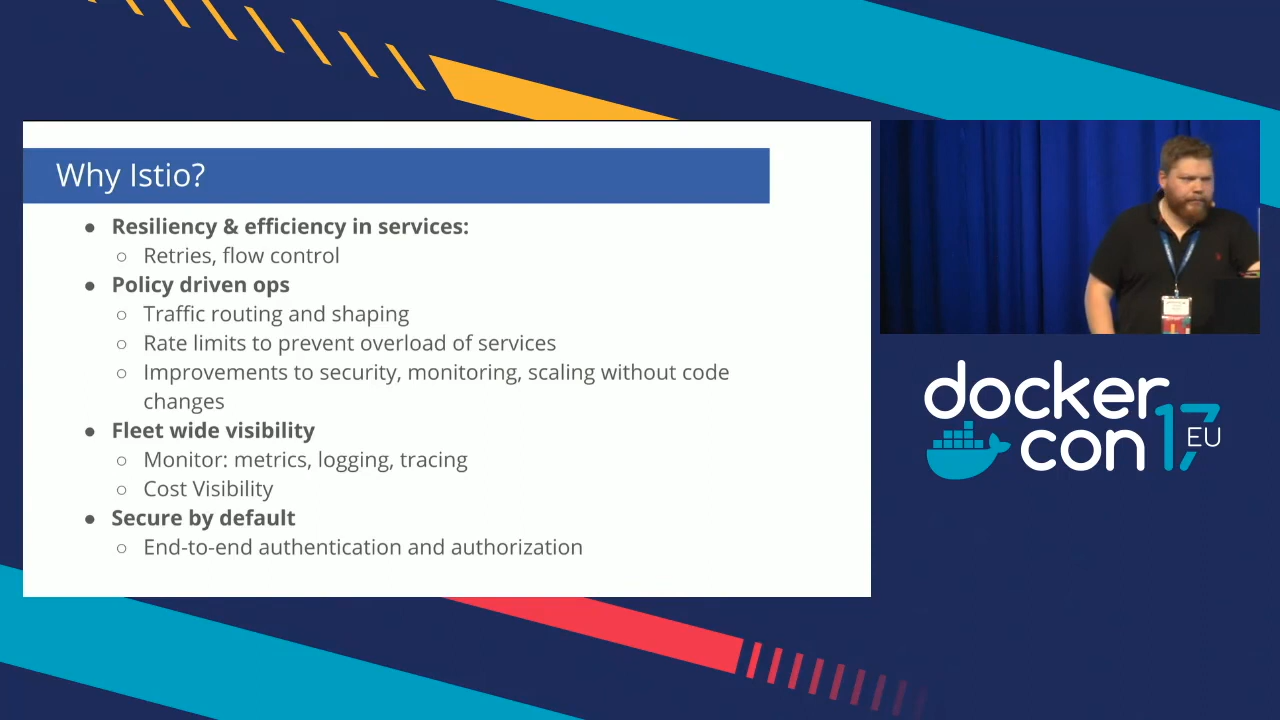 Why Istio?
● Resiliency & efficiency in services:
○ Retries, flow control
● Policy driven ops
○ Traffic routing and shaping
○ Rate limits to prevent overload of services
○ Improvements to security, monitoring, scaling without code
changes
● Fleet wide visibility
○ Monitor: metrics, logging, tracing
○ Cost Visibility
● Secure by default
○ End-to-end authentication and authorization
docker
con 17 EU